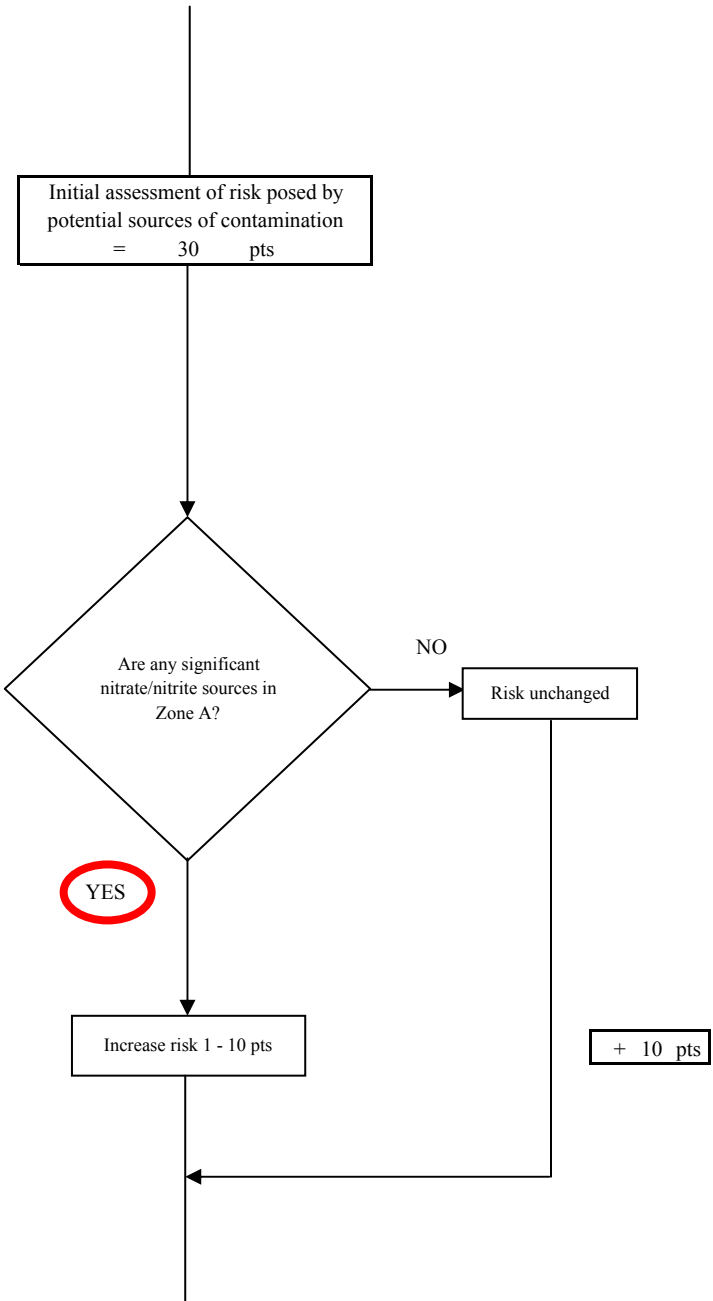 Initial assessment of risk posed by
potential sources of contamination
= 30 pts
Are any significant
nitrate/nitrite sources in
Zone A?
NO
Risk unchanged
YES
Increase risk 1 - 10 pts
+ 10 pts